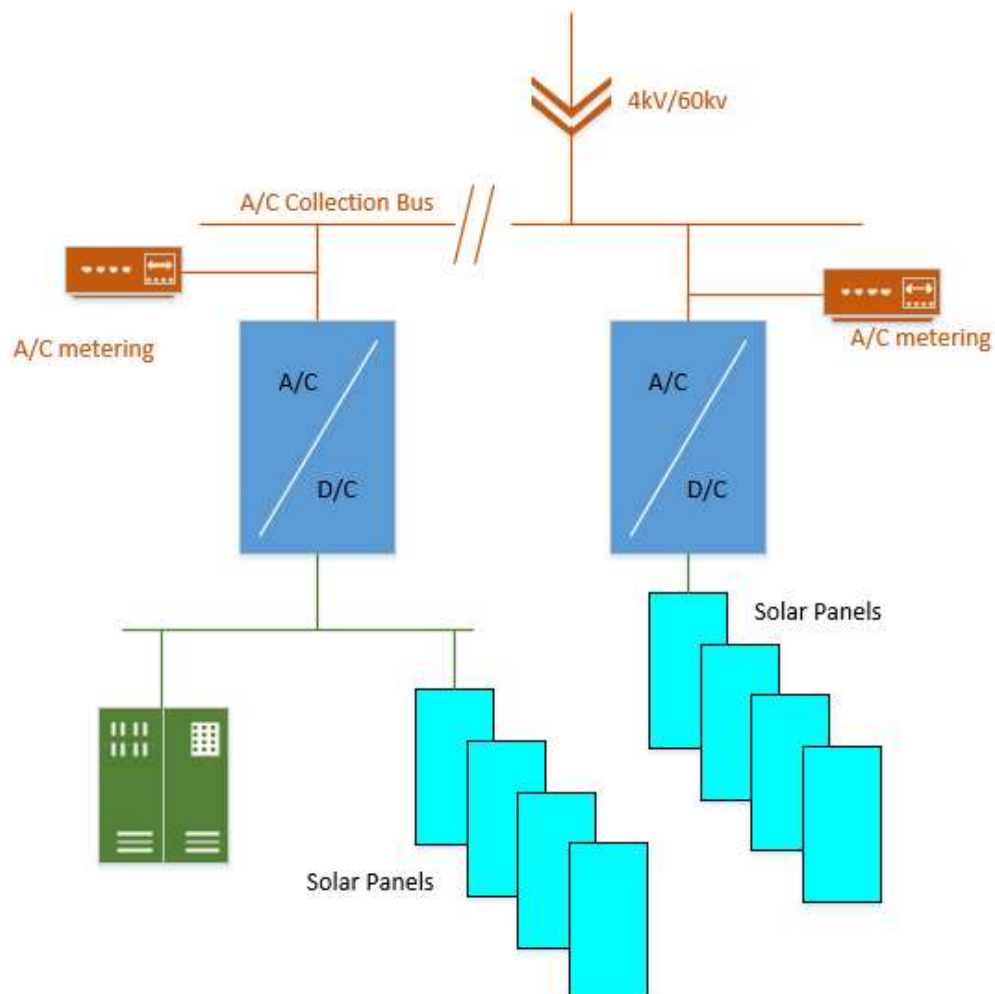 4kV/60kv
A/C Collection Bus
A/C metering
A/C metering
A/C
D/C
A/C
D/C
Solar Panels
Solar Panels